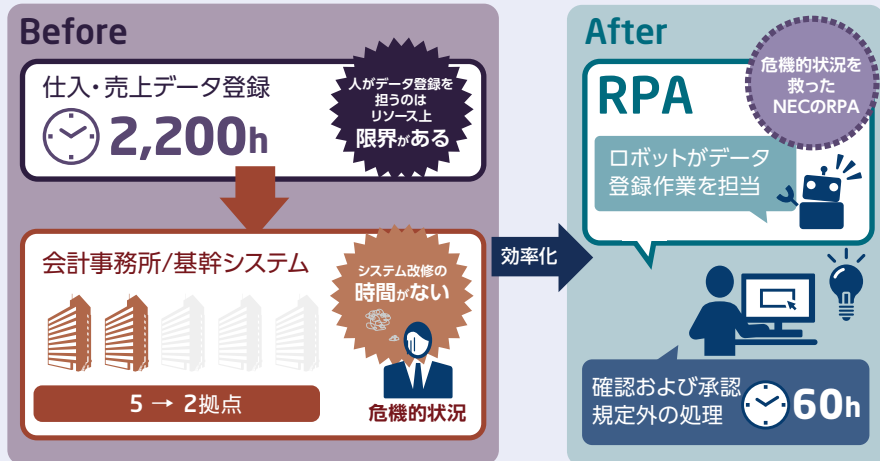 Before
仕入・売上データ登録
2,200h
人がデータ登録を
担うのは
リソース上
限界がある
会計事務所/基幹システム
システム改修の
時間がない
5 → 2拠点
危機的状況
効率化
After
RPA
危機的状況を
救った
NECのRPA
ロボットがデータ
登録作業を担当
確認および承認
規定外の処理
60h